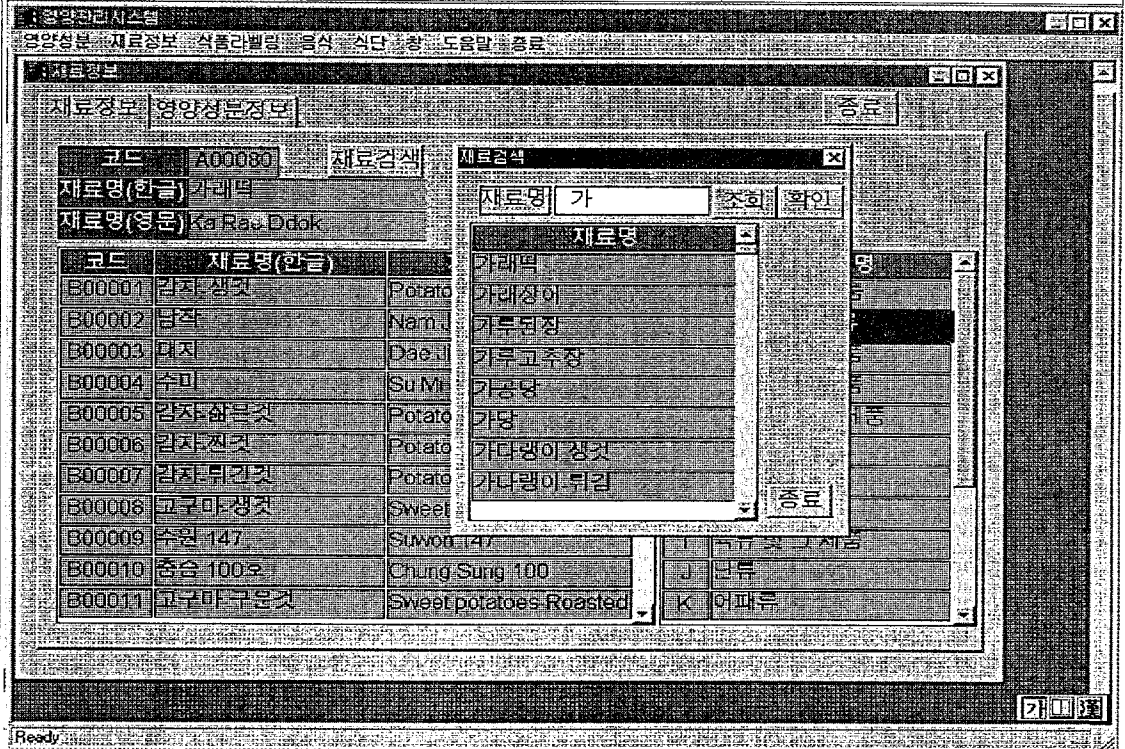 영양관리시스템
영양성분 재료정보 식품라벨링 음식 식단 창 도움말 종료
재료정보
재료정보 영양성분정보 종료
코드 A00080 재료검색
재료명(한글) 가래떡
재료명(영문) Ka Rae Ddok
재료검색
재료명 가 조회 확인
재료명
가래떡
가래상어
가루된장
가루고추장
가공당
가당
가다랭이 생것
가다랭이-튀김
종료
코드 재료명(한글) 명
B00001 감자-생것 Potato
B00002 남작 Nam J
B00003 대지 Dae Ji
B00004 수미 Su Mi
B00005 감자-삶은것 Potato
B00006 감자-찐것 Potato
B00007 감자-튀긴것 Potato
B00008 고구마-생것 Sweet
B00009 수원 147 Suwon 147 I 육류 및 그 제품
B00010 충승 100호 Chung Sung 100 J 난류
B00011 고구마-구운것 Sweet potatoes-Roasted K 어패류
가 漢
Ready